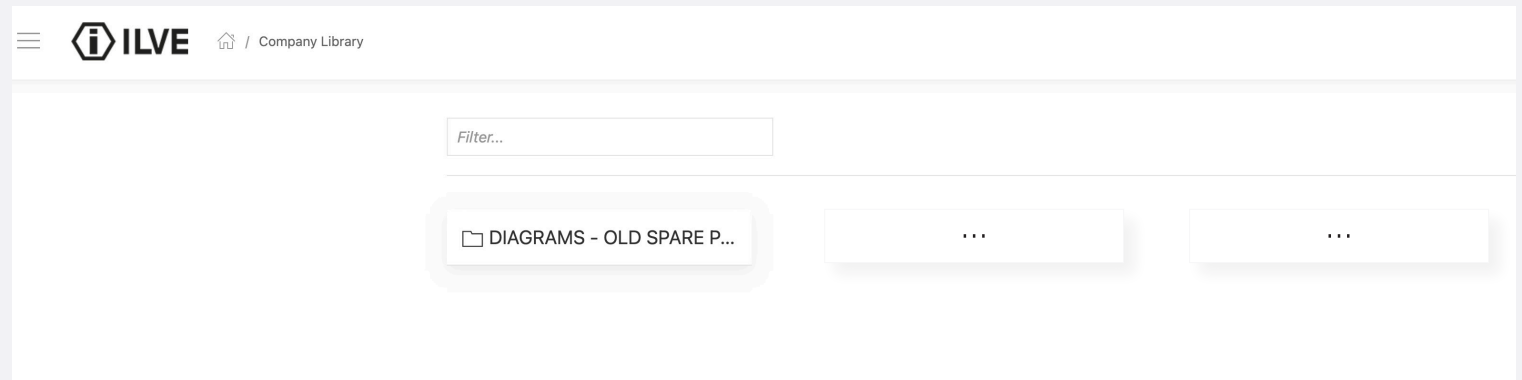 ILVE / Company Library
Filter...
DIAGRAMS - OLD SPARE P... ... ...